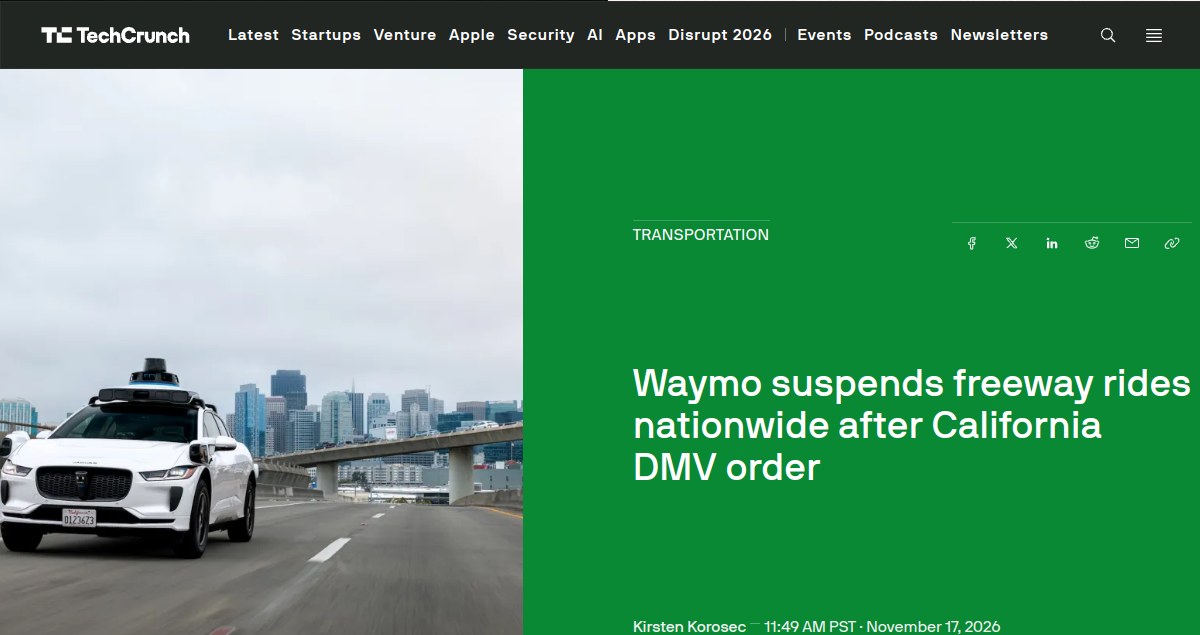 TechCrunch
Latest Startups Venture Apple Security AI Apps Disrupt 2026 | Events Podcasts Newsletters
TRANSPORTATION
Waymo suspends freeway rides
nationwide after California
DMV order
Kirsten Korosec — 11:49 AM PST · November 17, 2026